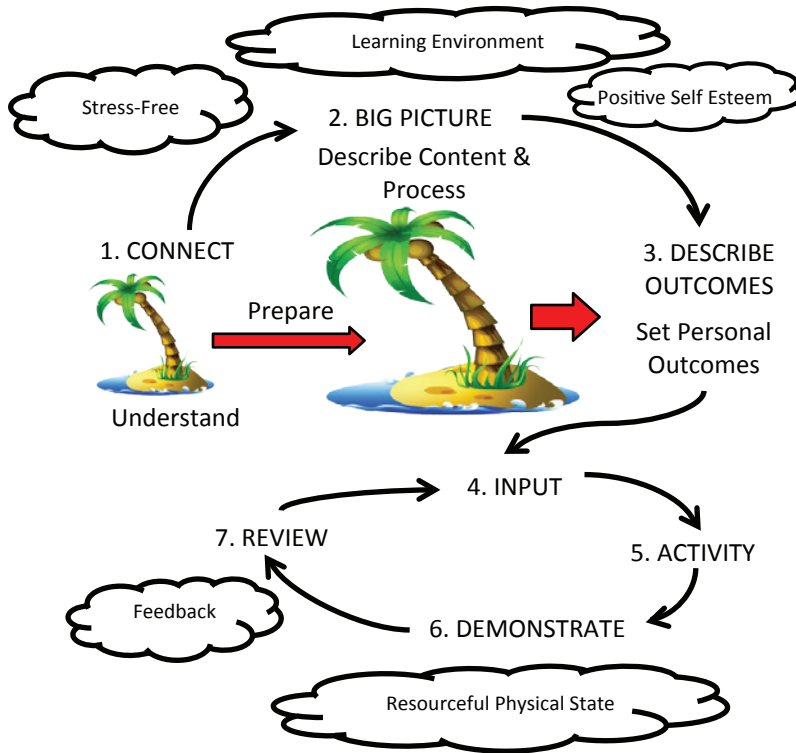 Learning Environment
Stress-Free
Positive Self Esteem
2. BIG PICTURE
Describe Content &
Process
1. CONNECT
3. DESCRIBE
OUTCOMES
Prepare
Set Personal
Outcomes
Understand
4. INPUT
7. REVIEW
5. ACTIVITY
Feedback
6. DEMONSTRATE
Resourceful Physical State